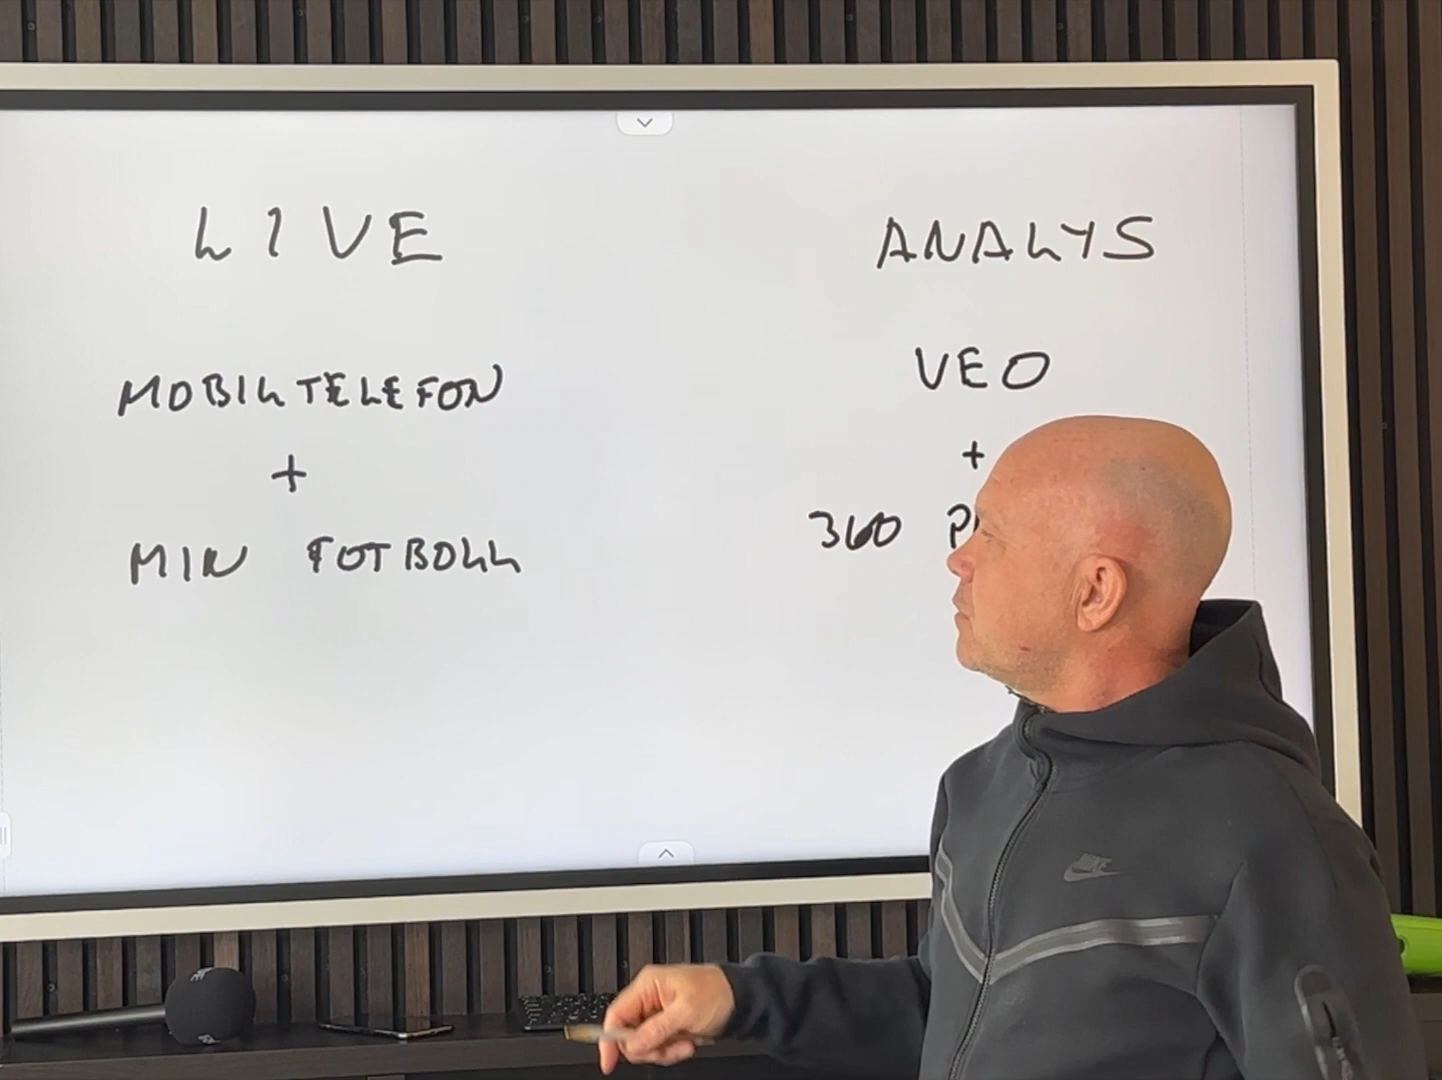 LIVE
MOBILTELEFON
+
MIN FOTBOLL
ANALYS
VEO
+
360